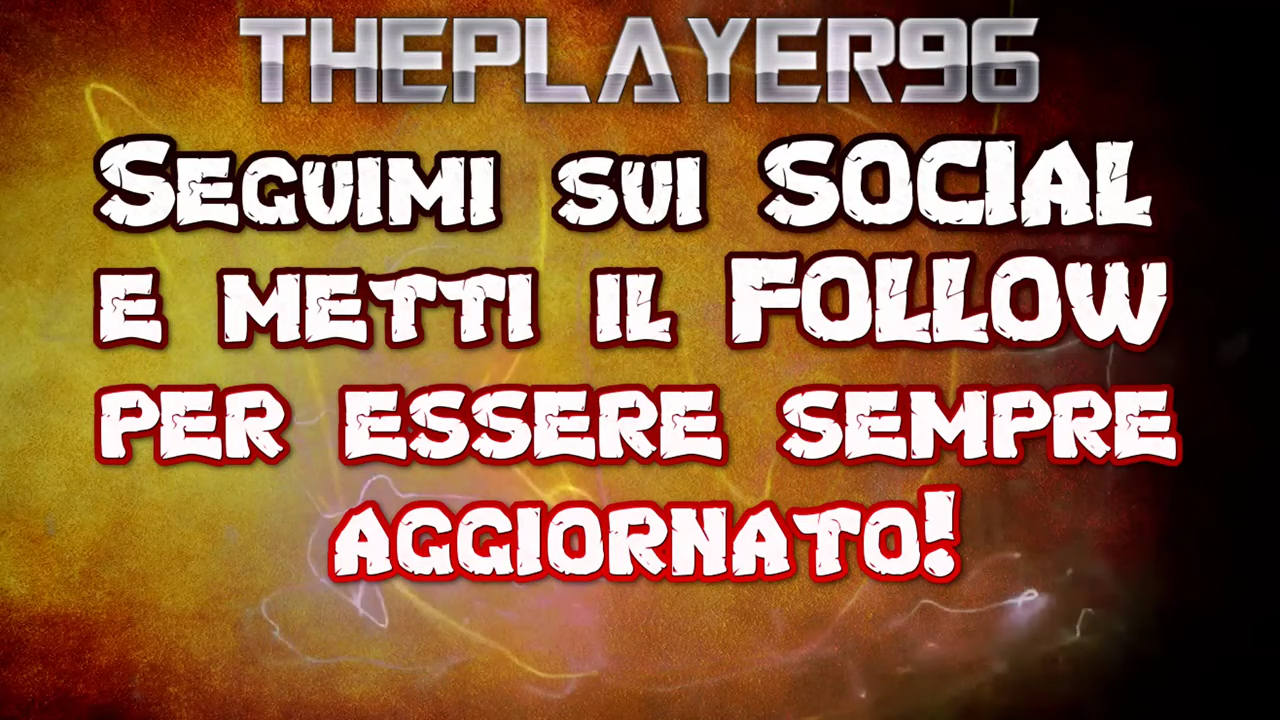 THEPLAYER96
Seguimi sui SOCIAL
e metti il FOLLOW
per essere sempre
aggiornato!